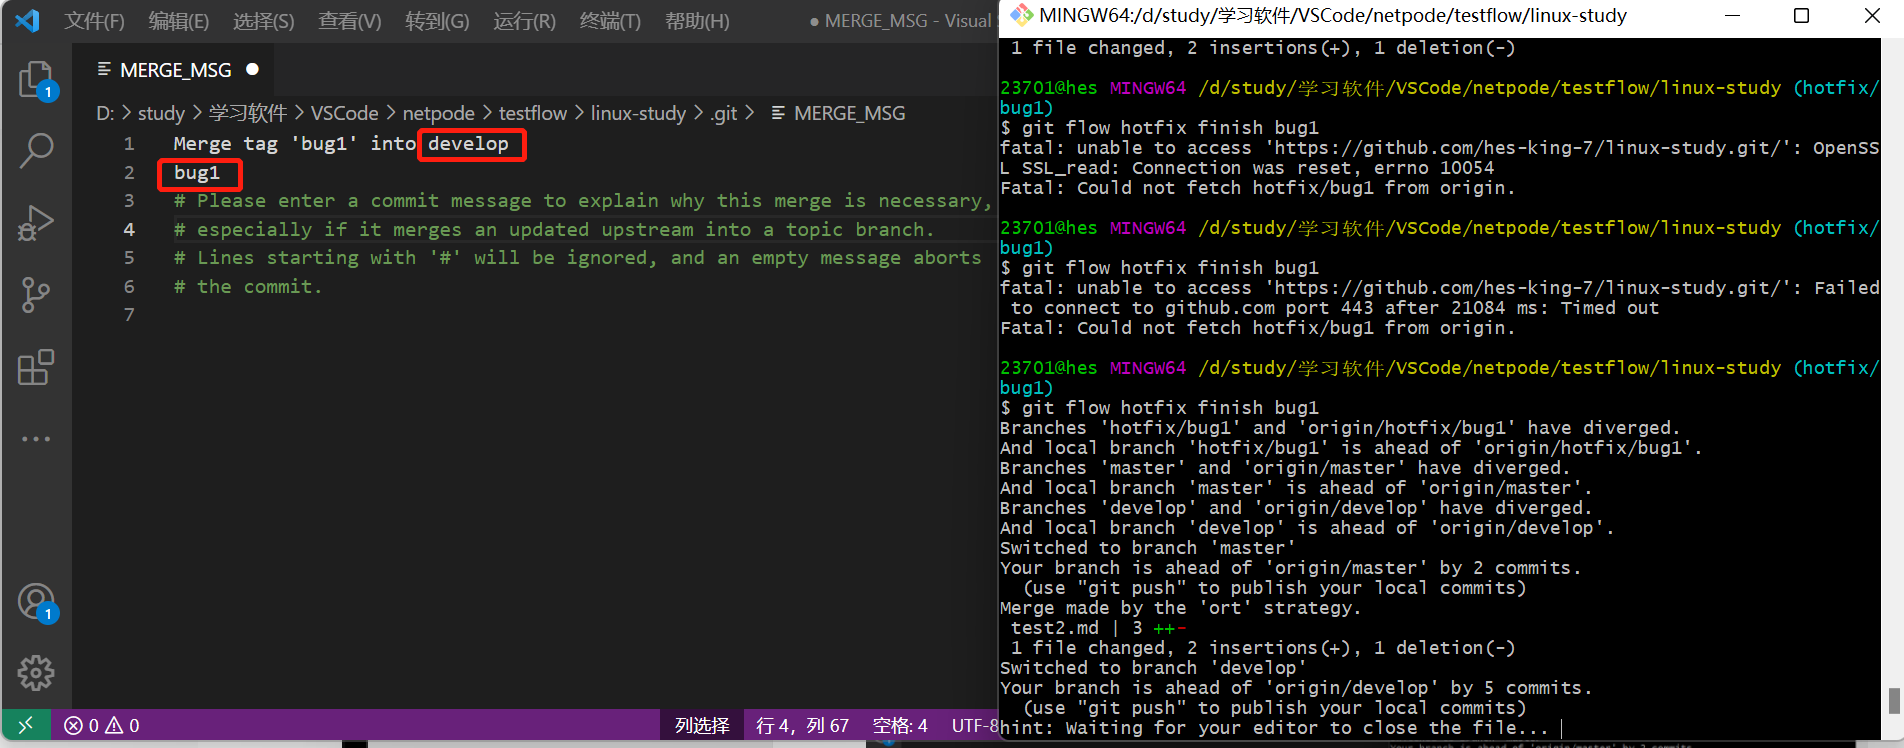 文件(F) 编辑(E) 选择(S) 查看(V) 转到(G) 运行(R) 终端(T) 帮助(H) ● MERGE_MSG - Visual
MERGE_MSG ●
D: > study > 学习软件 > VSCode > netpode > testflow > linux-study > .git > MERGE_MSG
1 Merge tag 'bug1' into develop
2 bug1
3 # Please enter a commit message to explain why this merge is necessary,
4 # especially if it merges an updated upstream into a topic branch.
5 # Lines starting with '#' will be ignored, and an empty message aborts
6 # the commit.
7
1
1
0 0 列选择 行 4，列 67 空格: 4 UTF-8
MINGW64:/d/study/学习软件/VSCode/netpode/testflow/linux-study
1 file changed, 2 insertions(+), 1 deletion(-)
23701@hes MINGW64 /d/study/学习软件/VSCode/netpode/testflow/linux-study (hotfix/
bug1)
$ git flow hotfix finish bug1
fatal: unable to access 'https://github.com/hes-king-7/linux-study.git/': OpenSS
L SSL_read: Connection was reset, errno 10054
Fatal: Could not fetch hotfix/bug1 from origin.
23701@hes MINGW64 /d/study/学习软件/VSCode/netpode/testflow/linux-study (hotfix/
bug1)
$ git flow hotfix finish bug1
fatal: unable to access 'https://github.com/hes-king-7/linux-study.git/': Failed
to connect to github.com port 443 after 21084 ms: Timed out
Fatal: Could not fetch hotfix/bug1 from origin.
23701@hes MINGW64 /d/study/学习软件/VSCode/netpode/testflow/linux-study (hotfix/
bug1)
$ git flow hotfix finish bug1
Branches 'hotfix/bug1' and 'origin/hotfix/bug1' have diverged.
And local branch 'hotfix/bug1' is ahead of 'origin/hotfix/bug1'.
Branches 'master' and 'origin/master' have diverged.
And local branch 'master' is ahead of 'origin/master'.
Branches 'develop' and 'origin/develop' have diverged.
And local branch 'develop' is ahead of 'origin/develop'.
Switched to branch 'master'
Your branch is ahead of 'origin/master' by 2 commits.
(use "git push" to publish your local commits)
Merge made by the 'ort' strategy.
test2.md | 3 ++-
1 file changed, 2 insertions(+), 1 deletion(-)
Switched to branch 'develop'
Your branch is ahead of 'origin/develop' by 5 commits.
(use "git push" to publish your local commits)
hint: Waiting for your editor to close the file...